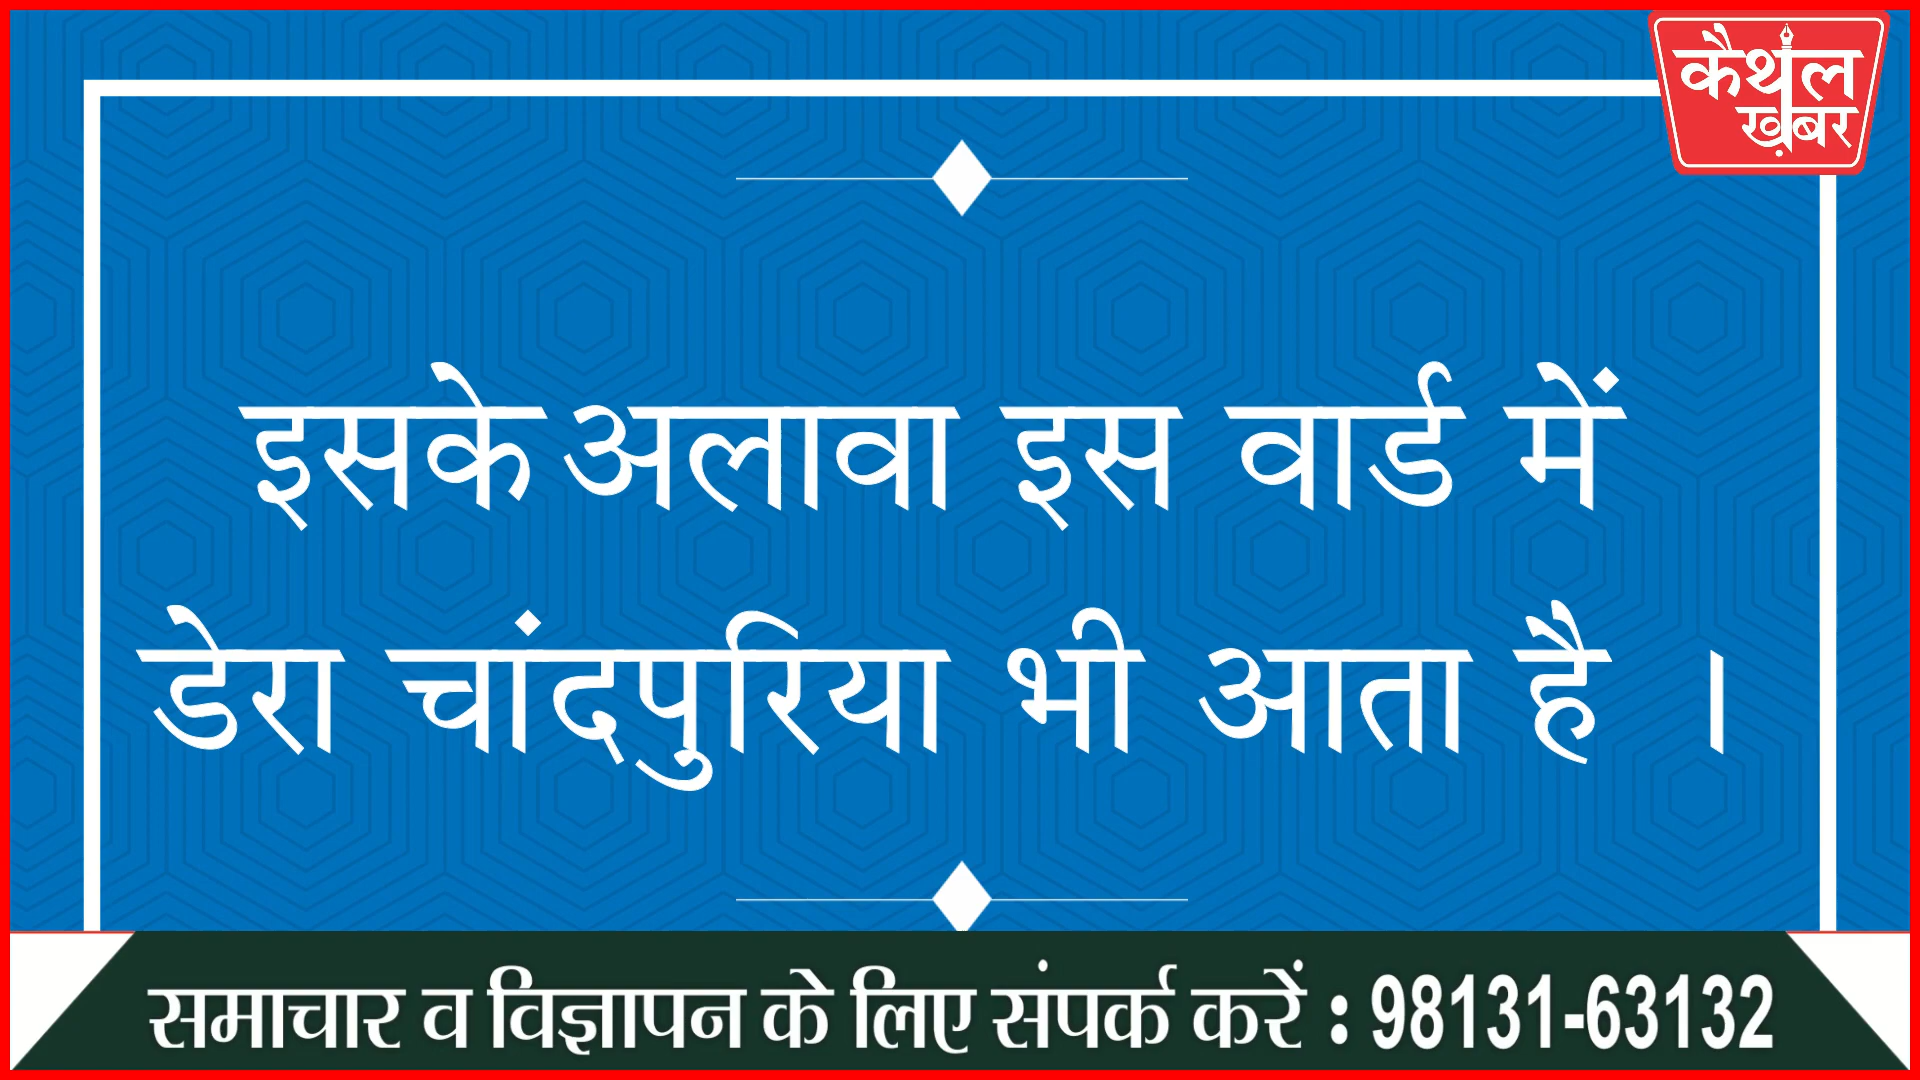 कैथल
ख़बर
इसके अलावा इस वार्ड में
डेरा चांदपुरिया भी आता है ।
समाचार व विज्ञापन के लिए संपर्क करें : 98131-63132